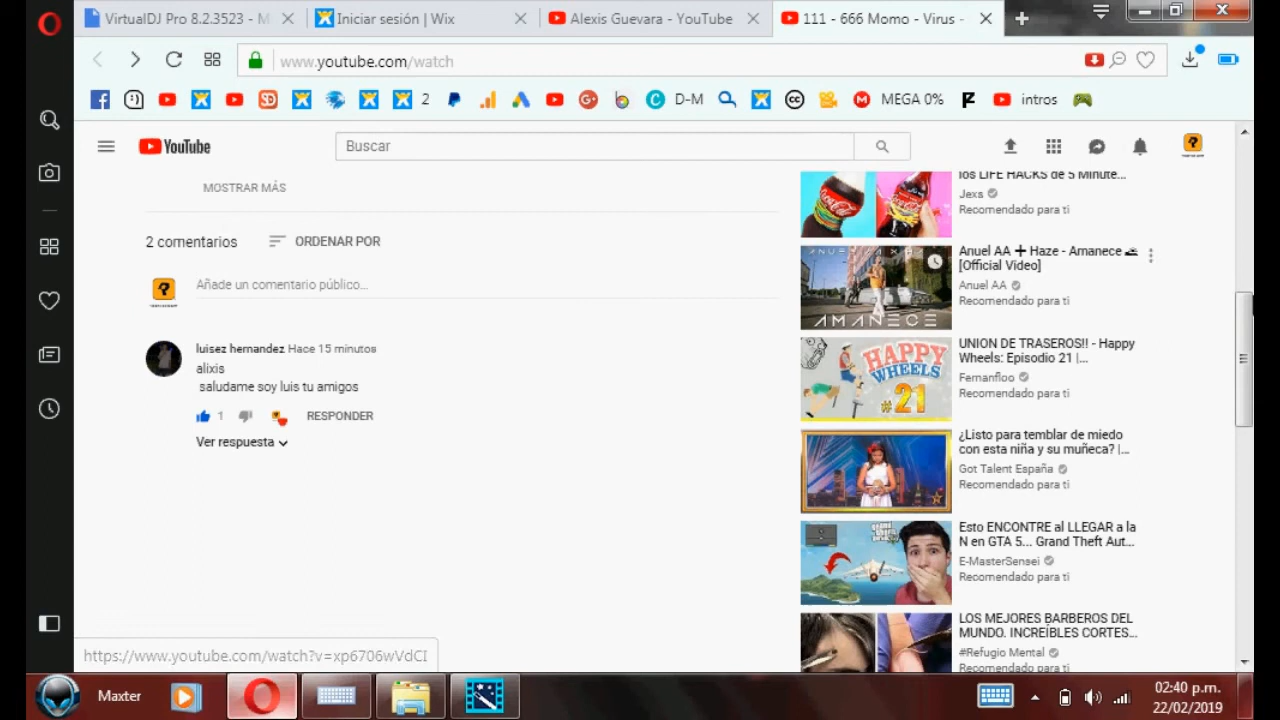 VirtualDJ Pro 8.2.3523 - M
Iniciar sesión | Wix
Alexis Guevara - YouTube
111 - 666 Momo - Virus -
www.youtube.com/watch
2
D-M
MEGA 0%
intros
YouTube
Buscar
MOSTRAR MÁS
2 comentarios
ORDENAR POR
Añade un comentario público...
luisez hernandez Hace 15 minutos
alixis
saludame soy luis tu amigos
1
RESPONDER
Ver respuesta
los LIFE HACKS de 5 Minute...
Jexs
Recomendado para ti
ANUEL AA X HAZE
AMANECE
Anuel AA ➕ Haze - Amanece
[Official Video]
Anuel AA
Recomendado para ti
HAPPY
WHEELS
#21
UNION DE TRASEROS!! - Happy
Wheels: Episodio 21 |...
Fernanfloo
Recomendado para ti
¿Listo para temblar de miedo
con esta niña y su muñeca? |...
Got Talent España
Recomendado para ti
Esto ENCONTRE al LLEGAR a la
N en GTA 5... Grand Theft Aut...
E-MasterSensei
Recomendado para ti
LOS MEJORES BARBEROS DEL
MUNDO. INCREÍBLES CORTES...
#Refugio Mental
Recomendado para ti
https://www.youtube.com/watch?v=xp6706wVdCI
Maxter
02:40 p.m.
22/02/2019